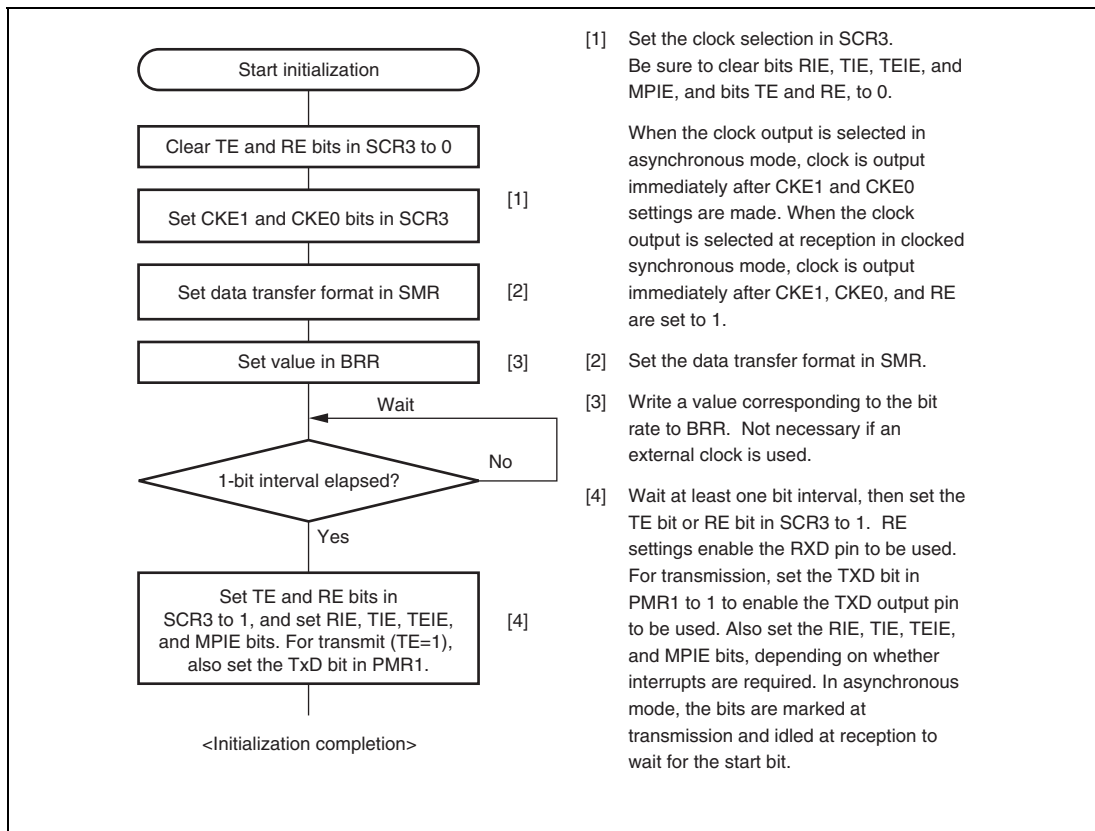 Start initialization
Clear TE and RE bits in SCR3 to 0
Set CKE1 and CKE0 bits in SCR3
[1]
Set data transfer format in SMR
[2]
Set value in BRR
[3]
Wait
1-bit interval elapsed?
No
Yes
Set TE and RE bits in
SCR3 to 1, and set RIE, TIE, TEIE,
and MPIE bits. For transmit (TE=1),
also set the TxD bit in PMR1.
[4]
<Initialization completion>
[1] Set the clock selection in SCR3.
Be sure to clear bits RIE, TIE, TEIE, and
MPIE, and bits TE and RE, to 0.
When the clock output is selected in
asynchronous mode, clock is output
immediately after CKE1 and CKE0
settings are made. When the clock
output is selected at reception in clocked
synchronous mode, clock is output
immediately after CKE1, CKE0, and RE
are set to 1.
[2] Set the data transfer format in SMR.
[3] Write a value corresponding to the bit
rate to BRR. Not necessary if an
external clock is used.
[4] Wait at least one bit interval, then set the
TE bit or RE bit in SCR3 to 1. RE
settings enable the RXD pin to be used.
For transmission, set the TXD bit in
PMR1 to 1 to enable the TXD output pin
to be used. Also set the RIE, TIE, TEIE,
and MPIE bits, depending on whether
interrupts are required. In asynchronous
mode, the bits are marked at
transmission and idled at reception to
wait for the start bit.